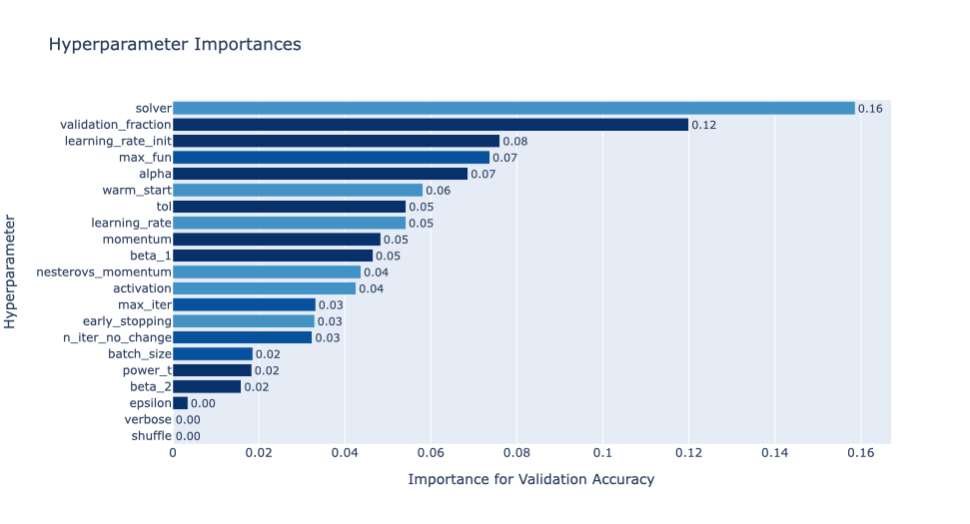 Hyperparameter Importances
Hyperparameter
solver 0.16
validation_fraction 0.12
learning_rate_init 0.08
max_fun 0.07
alpha 0.07
warm_start 0.06
tol 0.05
learning_rate 0.05
momentum 0.05
beta_1 0.05
nesterovs_momentum 0.04
activation 0.04
max_iter 0.03
early_stopping 0.03
n_iter_no_change 0.03
batch_size 0.02
power_t 0.02
beta_2 0.02
epsilon 0.00
verbose 0.00
shuffle 0.00
0 0.02 0.04 0.06 0.08 0.1 0.12 0.14 0.16
Importance for Validation Accuracy